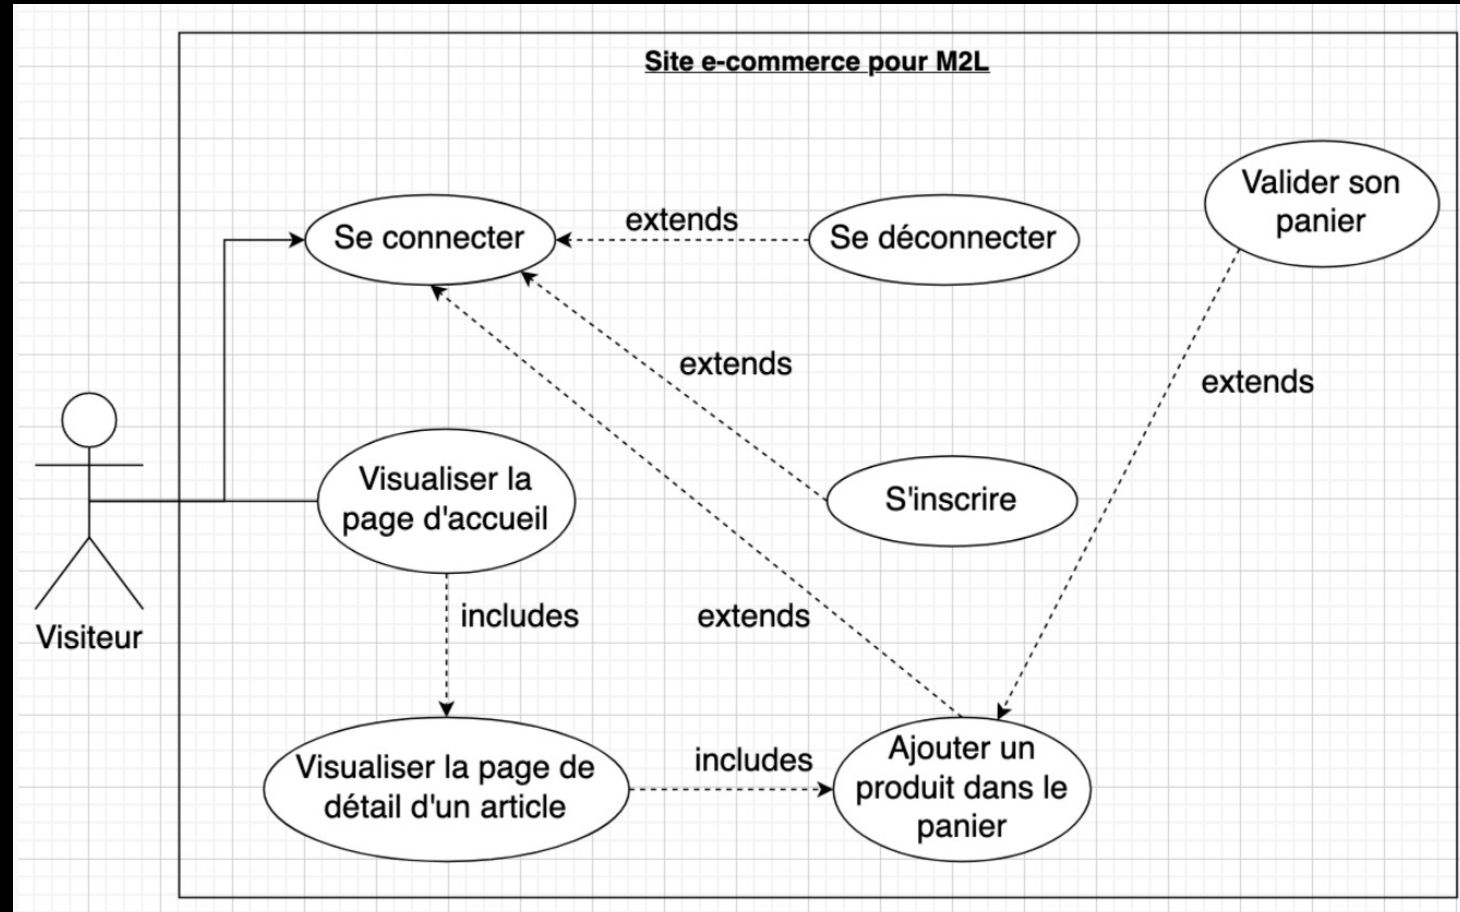 Site e-commerce pour M2L
Valider son
panier
Se connecter
extends
Se déconnecter
extends
extends
Visualiser la
page d'accueil
S'inscrire
includes
extends
Visiteur
Visualiser la page de
détail d'un article
includes
Ajouter un
produit dans le
panier